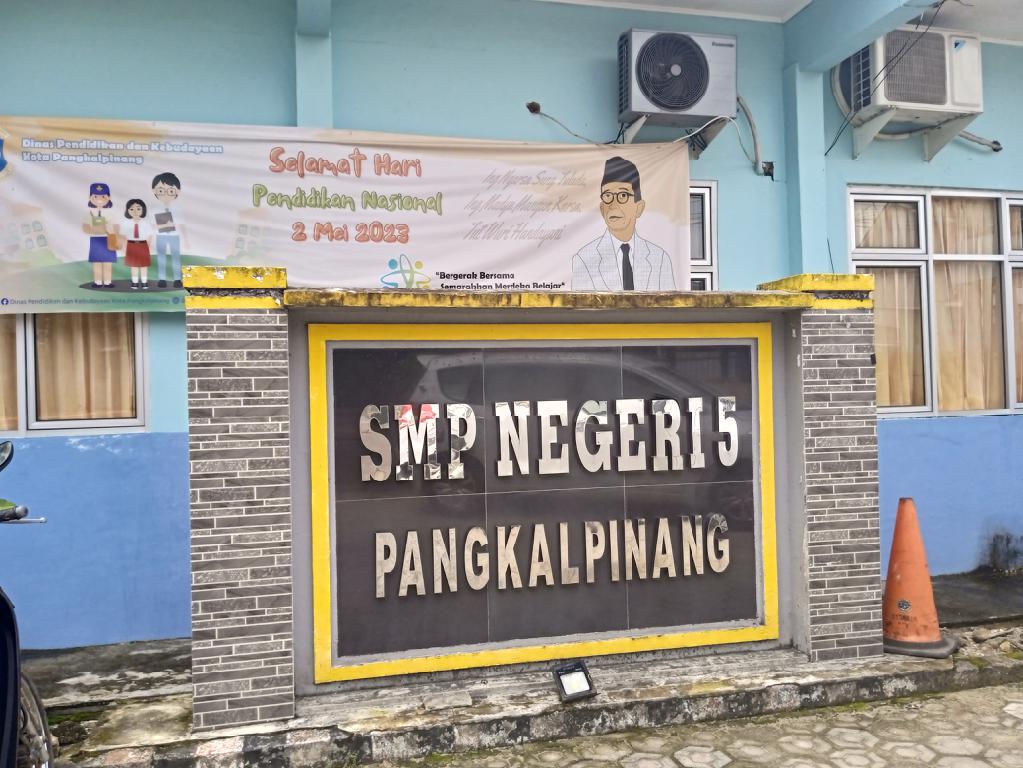 Dinas Pendidikan dan Kebudayaan
Kota Pangkalpinang
Selamat Hari
Pendidikan Nasional
2 Mei 2023
Ing Ngarsa Sung Tulada,
Ing Madya Mangun Karsa,
Tut Wuri Handayani
"Bergerak Bersama
Semarakkan Merdeka Belajar"
Dinas Pendidikan dan Kebudayaan Kota Pangkalpinang
SMP NEGERI 5
PANGKALPINANG